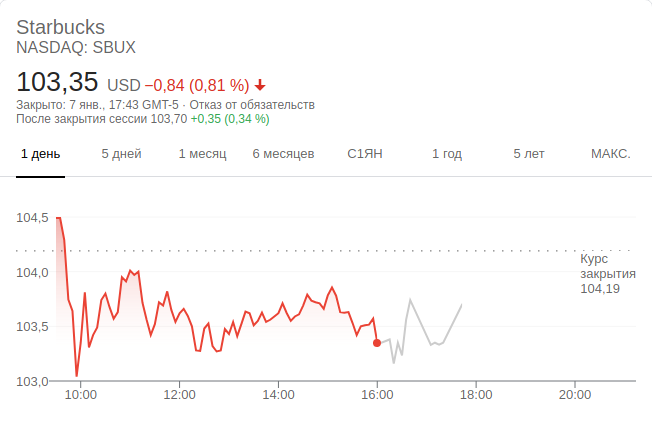 Starbucks
NASDAQ: SBUX
103,35 USD −0,84 (0,81 %)
Закрыто: 7 янв., 17:43 GMT-5 · Отказ от обязательств
После закрытия сессии 103,70 +0,35 (0,34 %)
1 день 5 дней 1 месяц 6 месяцев С1ЯН 1 год 5 лет МАКС.
104,5
Курс
закрытия
104,19
104,0
103,5
103,0
10:00 12:00 14:00 16:00 18:00 20:00